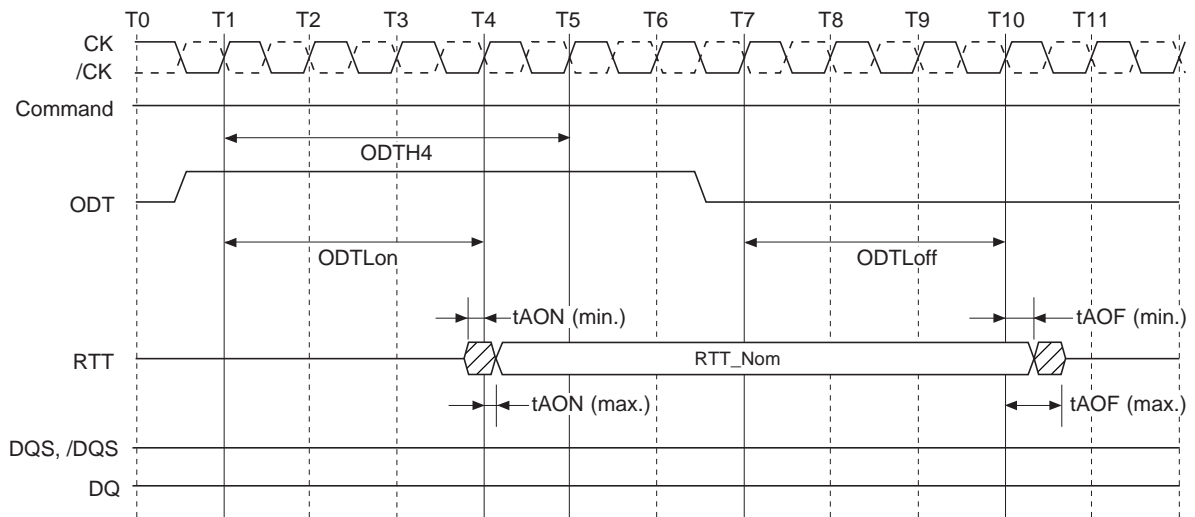 T0 T1 T2 T3 T4 T5 T6 T7 T8 T9 T10 T11
CK
/CK
Command
ODTH4
ODT
ODTLon
ODTLoff
tAON (min.)
tAOF (min.)
RTT
RTT_Nom
tAON (max.)
tAOF (max.)
DQS, /DQS
DQ